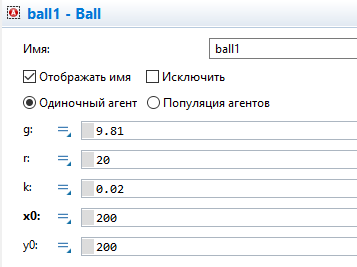 ball1 - Ball
Имя: ball1
Отображать имя Исключить
Одиночный агент Популяция агентов
g: 9.81
r: 20
k: 0.02
x0: 200
y0: 200